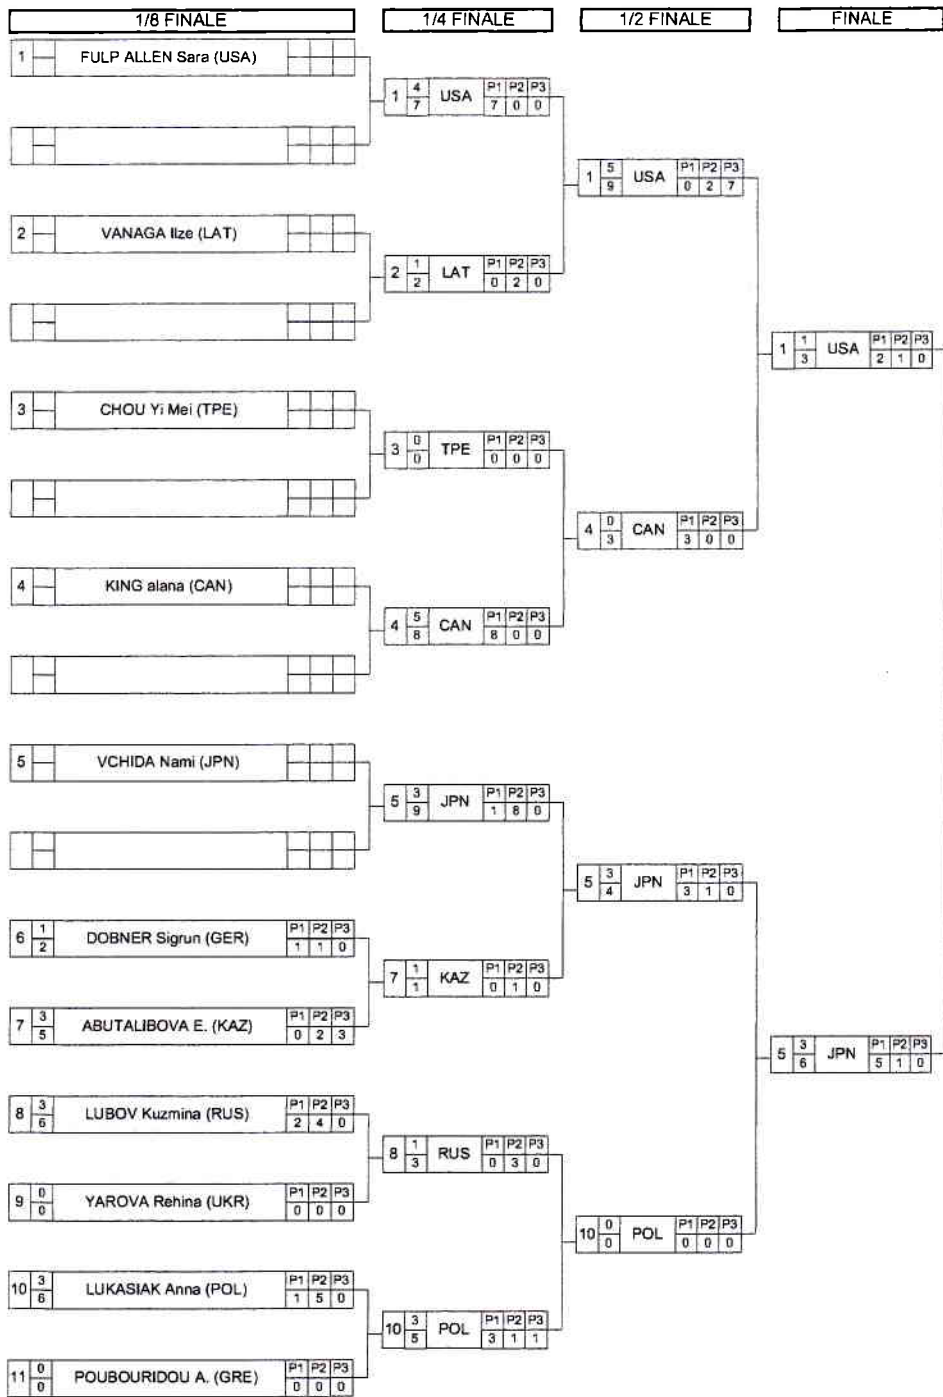 1/8 FINALE 1/4 FINALE 1/2 FINALE FINALE
1 FULP ALLEN Sara (USA)
1 4 7 USA P1 P2 P3 7 0 0
1 5 9 USA P1 P2 P3 0 2 7
2 VANAGA Ilze (LAT)
2 1 2 LAT P1 P2 P3 0 2 0
1 1 3 USA P1 P2 P3 2 1 0
3 CHOU Yi Mei (TPE)
3 0 0 TPE P1 P2 P3 0 0 0
4 0 3 CAN P1 P2 P3 3 0 0
4 KING alana (CAN)
4 5 8 CAN P1 P2 P3 8 0 0
5 VCHIDA Nami (JPN)
5 3 9 JPN P1 P2 P3 1 8 0
5 3 4 JPN P1 P2 P3 3 1 0
6 1 2 DOBNER Sigrun (GER) P1 P2 P3 1 1 0
7 1 1 KAZ P1 P2 P3 0 1 0
7 3 5 ABUTALIBOVA E. (KAZ) P1 P2 P3 0 2 3
5 3 6 JPN P1 P2 P3 5 1 0
8 3 6 LUBOV Kuzmina (RUS) P1 P2 P3 2 4 0
8 1 3 RUS P1 P2 P3 0 3 0
9 0 0 YAROVA Rehina (UKR) P1 P2 P3 0 0 0
10 0 0 POL P1 P2 P3 0 0 0
10 3 6 LUKASIAK Anna (POL) P1 P2 P3 1 5 0
10 3 5 POL P1 P2 P3 3 1 1
11 0 0 POUBOURIDOU A. (GRE) P1 P2 P3 0 0 0